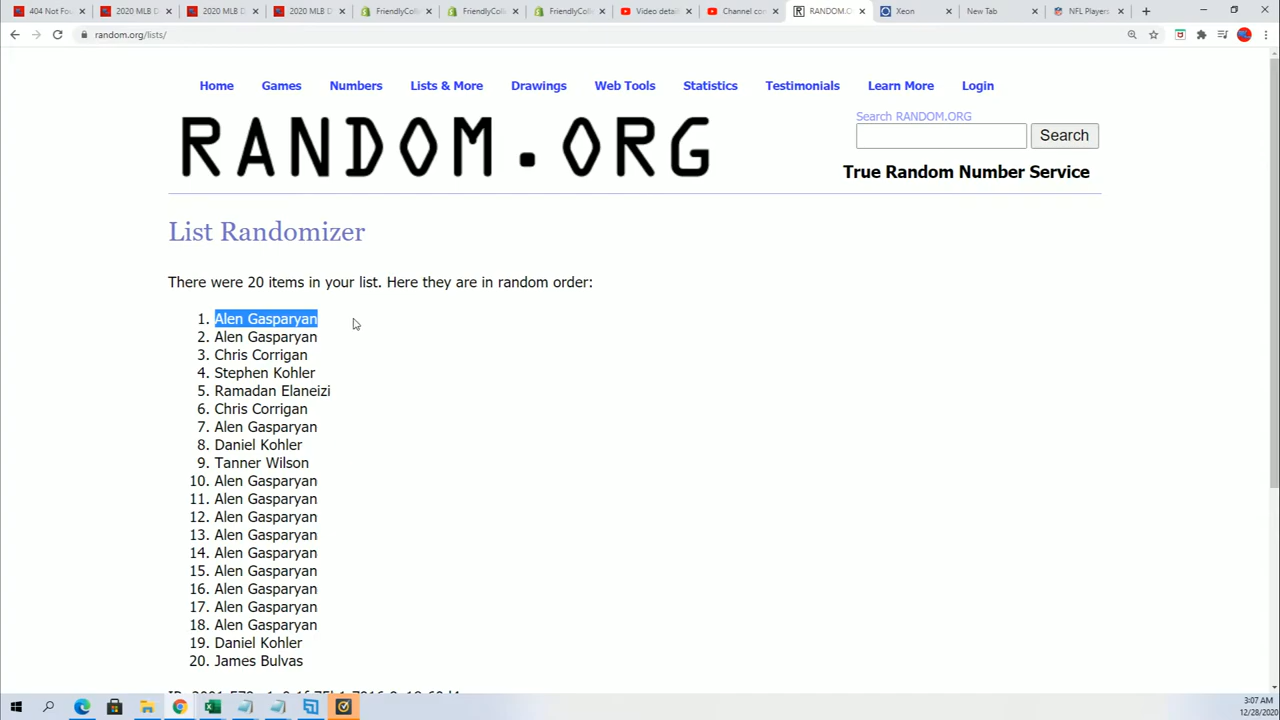 404 Not Fou
2020 MLB D
2020 MLB D
2020 MLB D
FriendlyColl
FriendlyColl
FriendlyColl
Video detail
Channel con
RANDOM.O
Xeon
New Tab
NFL Players
random.org/lists/
Home Games Numbers Lists & More Drawings Web Tools Statistics Testimonials Learn More Login
RANDOM.ORG
Search RANDOM.ORG
Search
True Random Number Service
List Randomizer
There were 20 items in your list. Here they are in random order:
1. Alen Gasparyan
2. Alen Gasparyan
3. Chris Corrigan
4. Stephen Kohler
5. Ramadan Elaneizi
6. Chris Corrigan
7. Alen Gasparyan
8. Daniel Kohler
9. Tanner Wilson
10. Alen Gasparyan
11. Alen Gasparyan
12. Alen Gasparyan
13. Alen Gasparyan
14. Alen Gasparyan
15. Alen Gasparyan
16. Alen Gasparyan
17. Alen Gasparyan
18. Alen Gasparyan
19. Daniel Kohler
20. James Bulvas
3:07 AM
12/28/2020